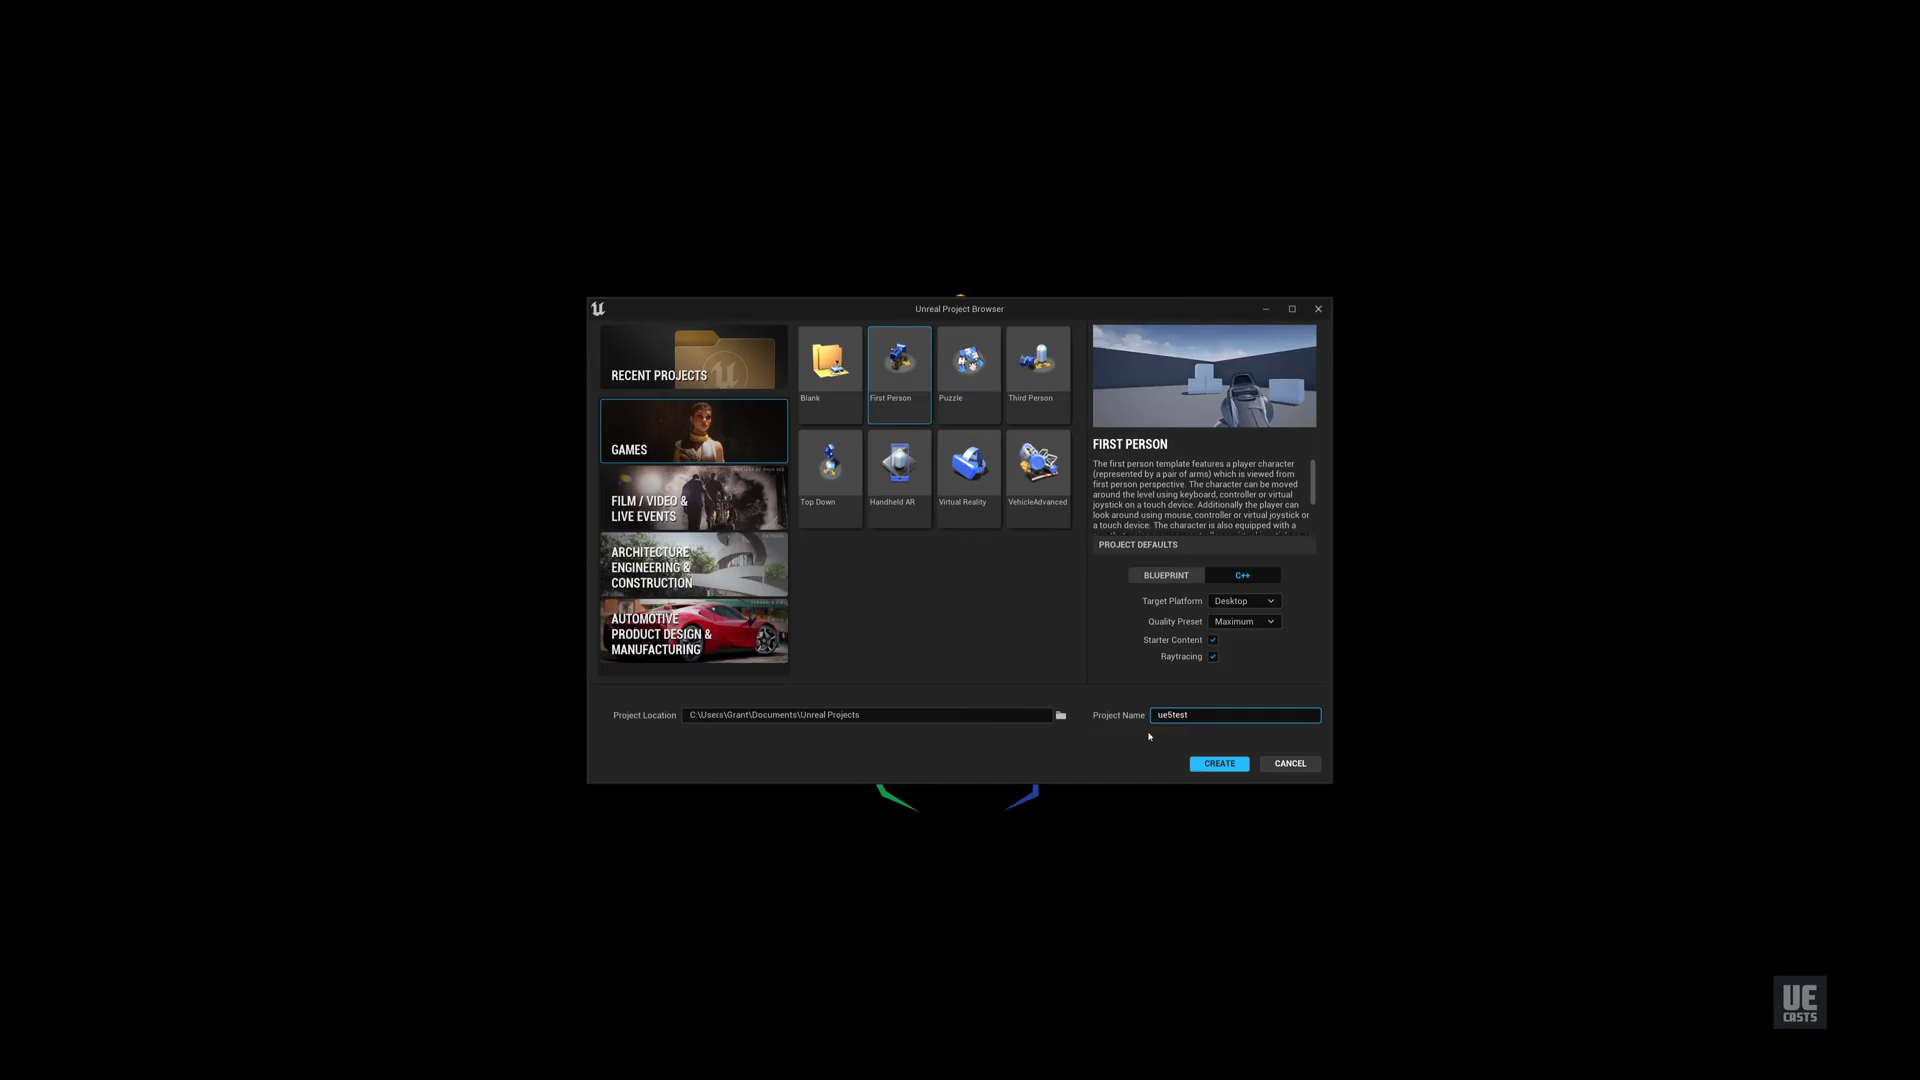 Unreal Project Browser
RECENT PROJECTS
GAMES
FILM / VIDEO &
LIVE EVENTS
ARCHITECTURE
ENGINEERING &
CONSTRUCTION
AUTOMOTIVE
PRODUCT DESIGN &
MANUFACTURING
Blank
First Person
Puzzle
Third Person
Top Down
Handheld AR
Virtual Reality
VehicleAdvanced
FIRST PERSON
The first person template features a player character
(represented by a pair of arms) which is viewed from
first person perspective. The character can be moved
around the level using keyboard, controller or virtual
joystick on a touch device. Additionally the player can
look around using mouse, controller or virtual joystick or
a touch device. The character is also equipped with a
PROJECT DEFAULTS
BLUEPRINT
C++
Target Platform
Desktop
Quality Preset
Maximum
Starter Content
Raytracing
Project Location
C:\Users\Grant\Documents\Unreal Projects
Project Name
ue5test
CREATE
CANCEL
UE
CASTS